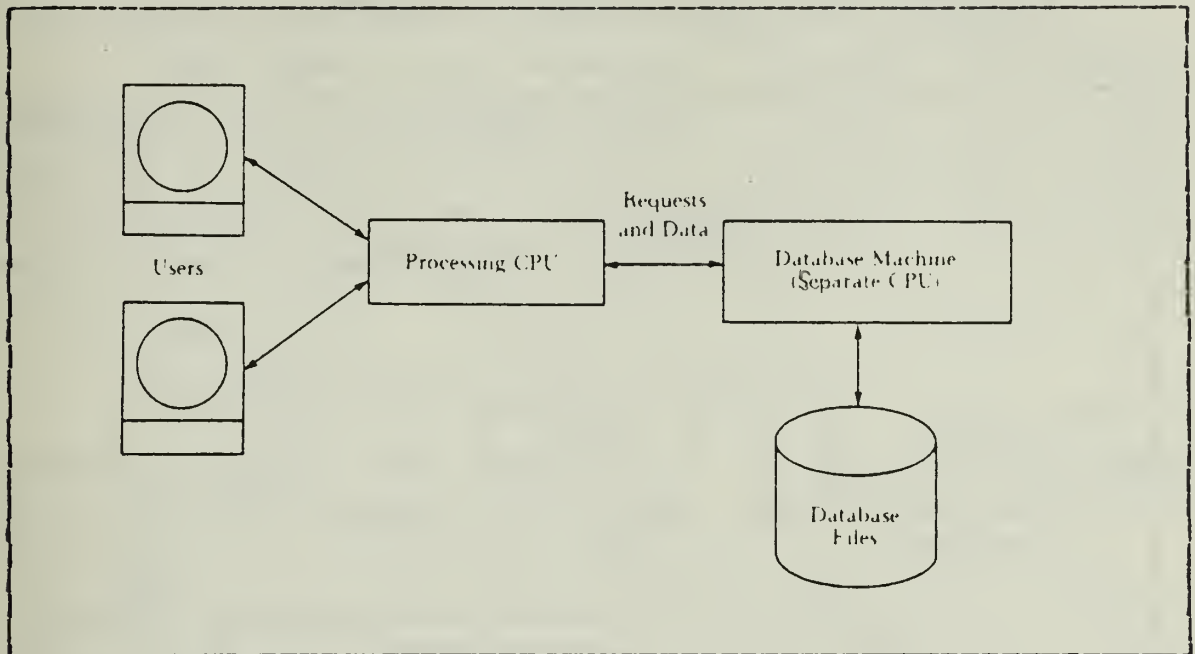 Users
Processing CPU
Requests
and Data
Database Machine
(Separate CPU)
Database
Files